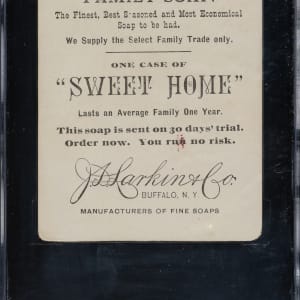 FAMILY SOAP.
The Finest, Best Seasoned and Most Economical
Soap to be had.
We Supply the Select Family Trade only.
ONE CASE OF
"SWEET HOME"
Lasts an Average Family One Year.
This soap is sent on 30 days' trial.
Order now. You run no risk.
J.D. Larkin & Co.
BUFFALO, N.Y.
MANUFACTURERS OF FINE SOAPS